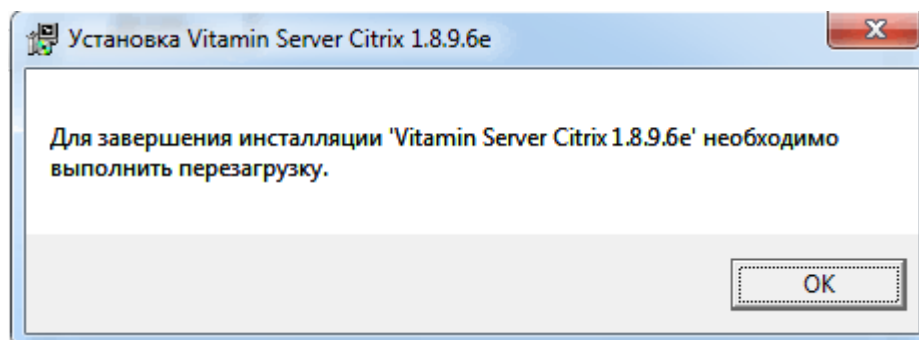 Установка Vitamin Server Citrix 1.8.9.6e
Для завершения инсталляции 'Vitamin Server Citrix 1.8.9.6e' необходимо
выполнить перезагрузку.
OK